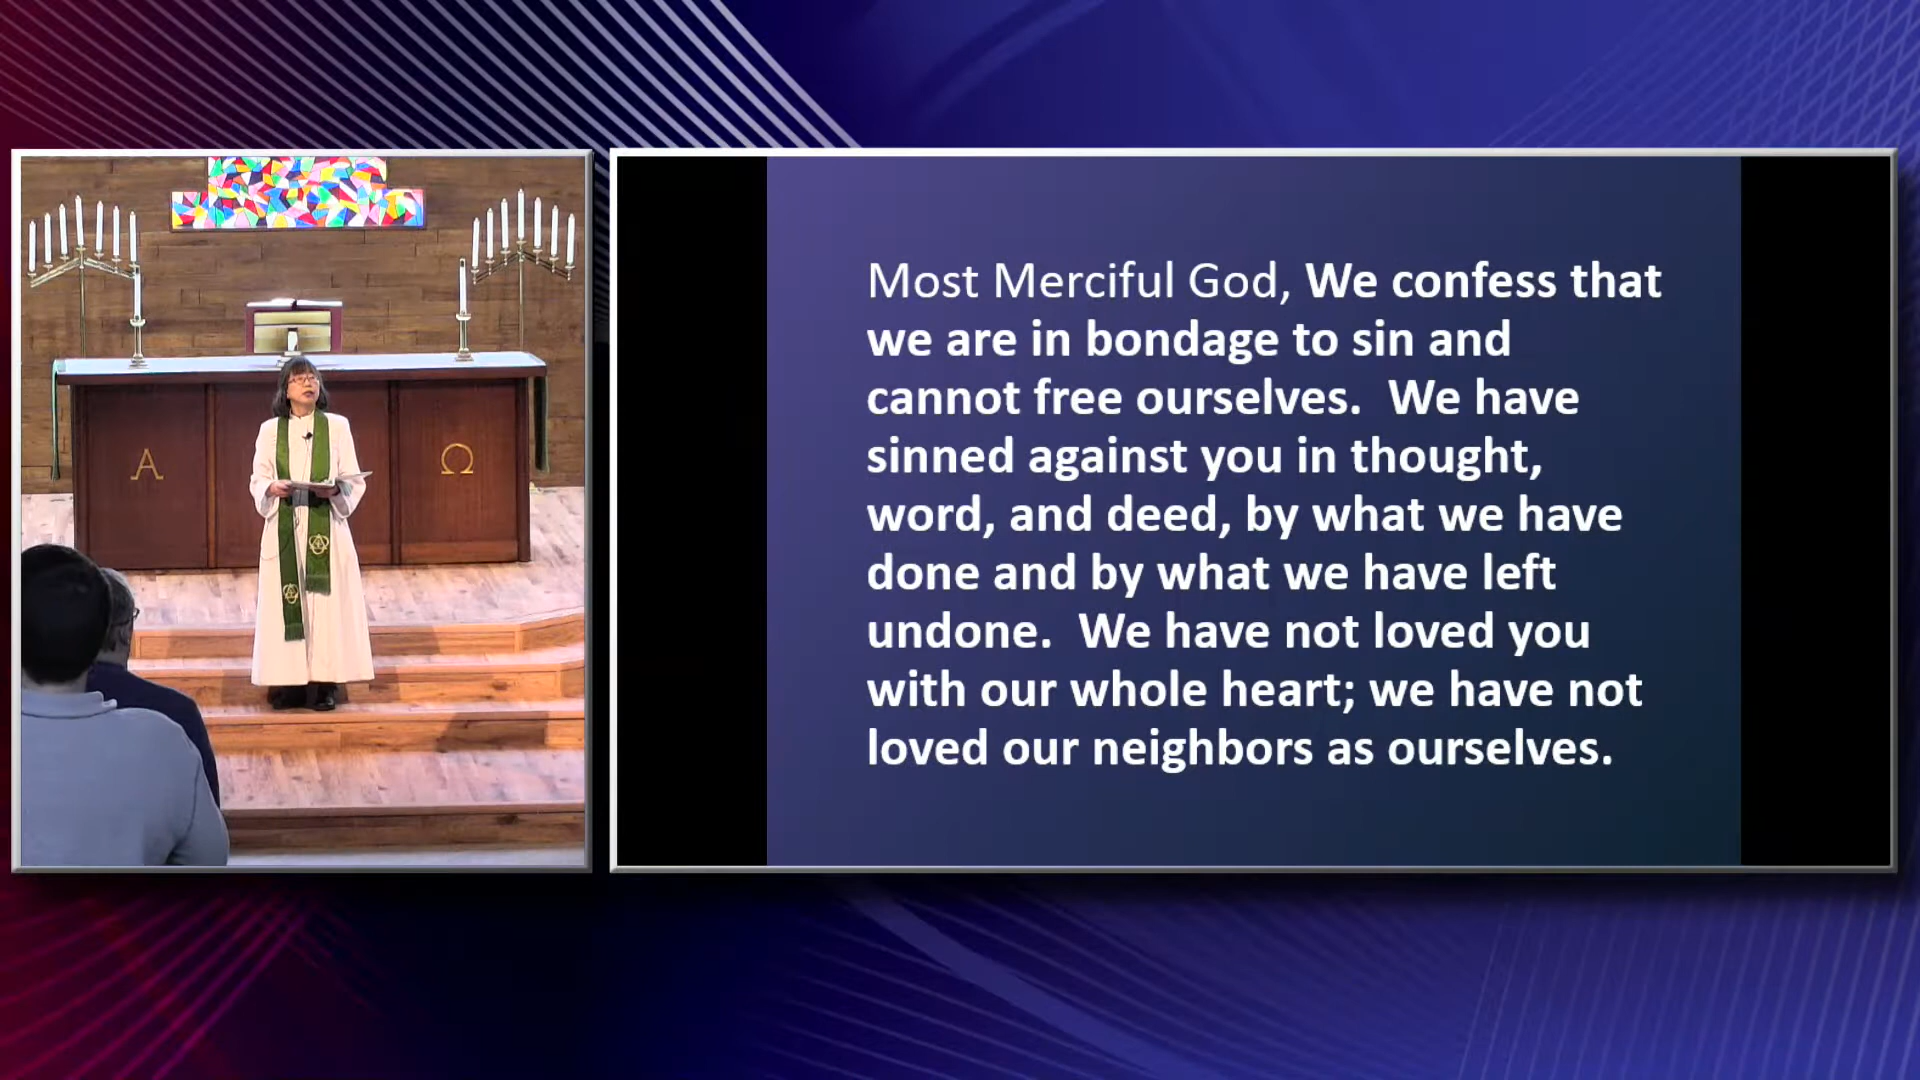 Α Ω
Most Merciful God, We confess that
we are in bondage to sin and
cannot free ourselves.  We have
sinned against you in thought,
word, and deed, by what we have
done and by what we have left
undone.  We have not loved you
with our whole heart; we have not
loved our neighbors as ourselves.